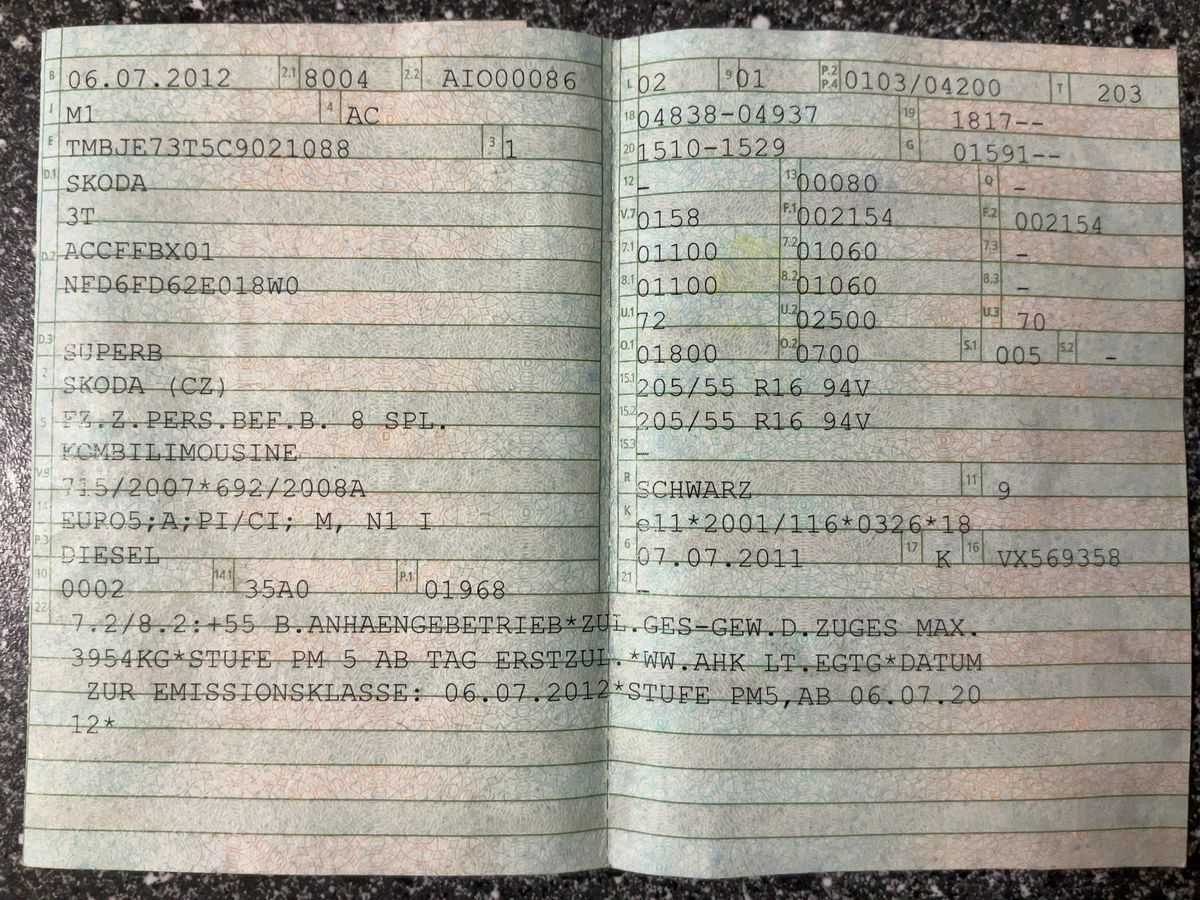 B 06.07.2012 2.1 8004 2.2 AIO00086
J M1 4 AC
E TMBJE73T5C9021088 3 1
D.1 SKODA
3T
D.2 ACCFFBX01
NFD6FD62E018W0
D.3 SUPERB
2 SKODA (CZ)
5 FZ.Z.PERS.BEF.B. 8 SPL.
KOMBILIMOUSINE
V.9 715/2007*692/2008A
14 EURO5;A;PI/CI; M, N1 I
P.3 DIESEL
10 0002 14.1 35A0 P.1 01968
L 02 9 01 P.2 P.4 0103/04200 T 203
18 04838-04937 19 1817--
20 1510-1529 G 01591--
12 - 13 00080 Q -
V.7 0158 F.1 002154 F.2 002154
7.1 01100 7.2 01060 7.3 -
8.1 01100 8.2 01060 8.3 -
U.1 72 U.2 02500 U.3 70
O.1 01800 O.2 0700 S.1 005 S.2 -
15.1 205/55 R16 94V
15.2 205/55 R16 94V
15.3 -
R SCHWARZ 11 9
K e11*2001/116*0326*18
6 07.07.2011 17 K 16 VX569358
21 -
22 7.2/8.2:+55 B.ANHAENGEBETRIEB*ZUL.GES-GEW.D.ZUGES MAX.
3954KG*STUFE PM 5 AB TAG ERSTZUL.*WW.AHK LT.EGTG*DATUM
ZUR EMISSIONSKLASSE: 06.07.2012*STUFE PM5,AB 06.07.20
12*